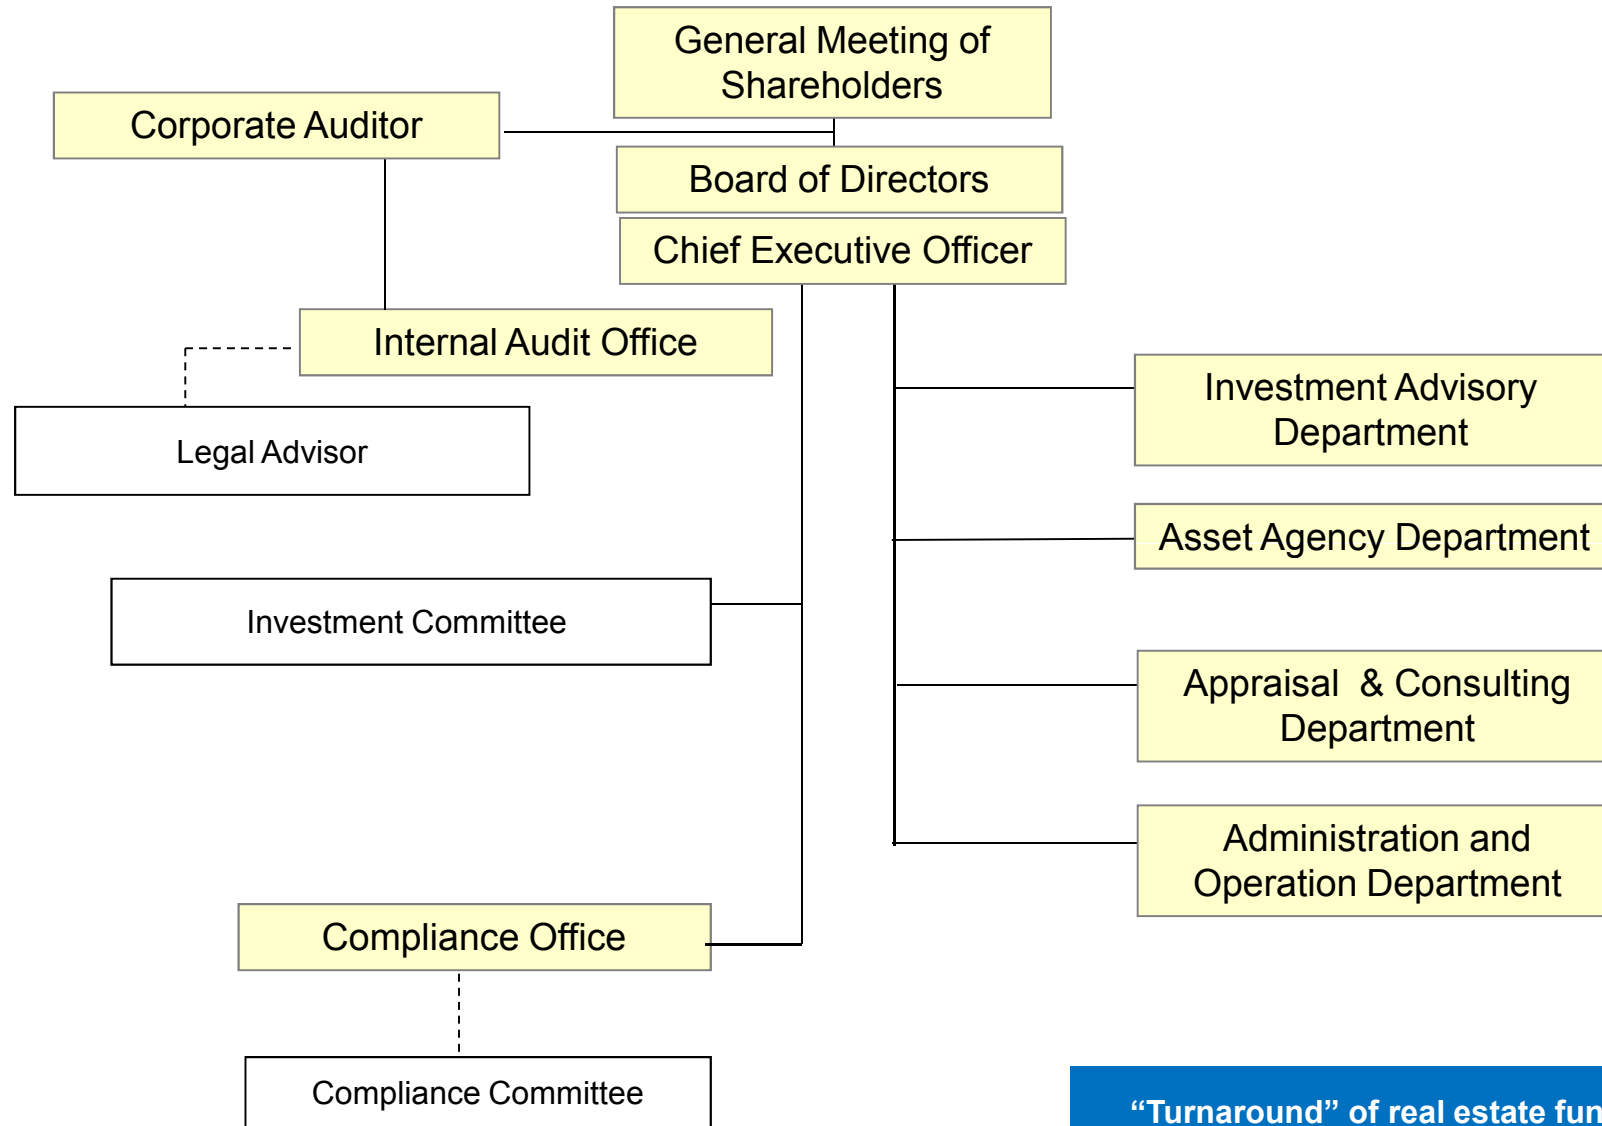 General Meeting of
Shareholders
Corporate Auditor
Board of Directors
Chief Executive Officer
Internal Audit Office
Legal Advisor
Investment Advisory
Department
Asset Agency Department
Investment Committee
Appraisal & Consulting
Department
Administration and
Operation Department
Compliance Office
Compliance Committee
“Turnaround” of real estate